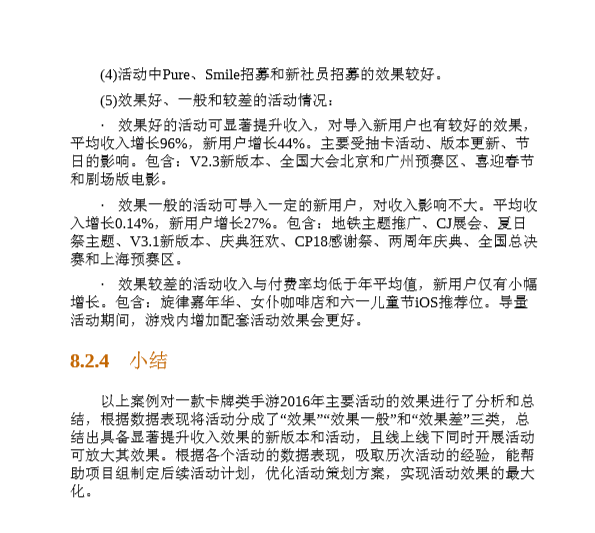 (4)活动中Pure、Smile招募和新社员招募的效果较好。
(5)效果好、一般和较差的活动情况：
· 效果好的活动可显著提升收入，对导入新用户也有较好的效果，
平均收入增长96%，新用户增长44%。主要受抽卡活动、版本更新、节
日的影响。包含：V2.3新版本、全国大会北京和广州预赛区、喜迎春节
和剧场版电影。
· 效果一般的活动可导入一定的新用户，对收入影响不大。平均收
入增长0.14%，新用户增长27%。包含：地铁主题推广、CJ展会、夏日
祭主题、V3.1新版本、庆典狂欢、CP18感谢祭、两周年庆典、全国总决
赛和上海预赛区。
· 效果较差的活动收入与付费率均低于年平均值，新用户仅有小幅
增长。包含：旋律嘉年华、女仆咖啡店和六一儿童节iOS推荐位。导量
活动期间，游戏内增加配套活动效果会更好。
8.2.4 小结
以上案例对一款卡牌类手游2016年主要活动的效果进行了分析和总
结，根据数据表现将活动分成了“效果”“效果一般”和“效果差”三类，总
结出具备显著提升收入效果的新版本和活动，且线上线下同时开展活动
可放大其效果。根据各个活动的数据表现，吸取历次活动的经验，能帮
助项目组制定后续活动计划，优化活动策划方案，实现活动效果的最大
化。